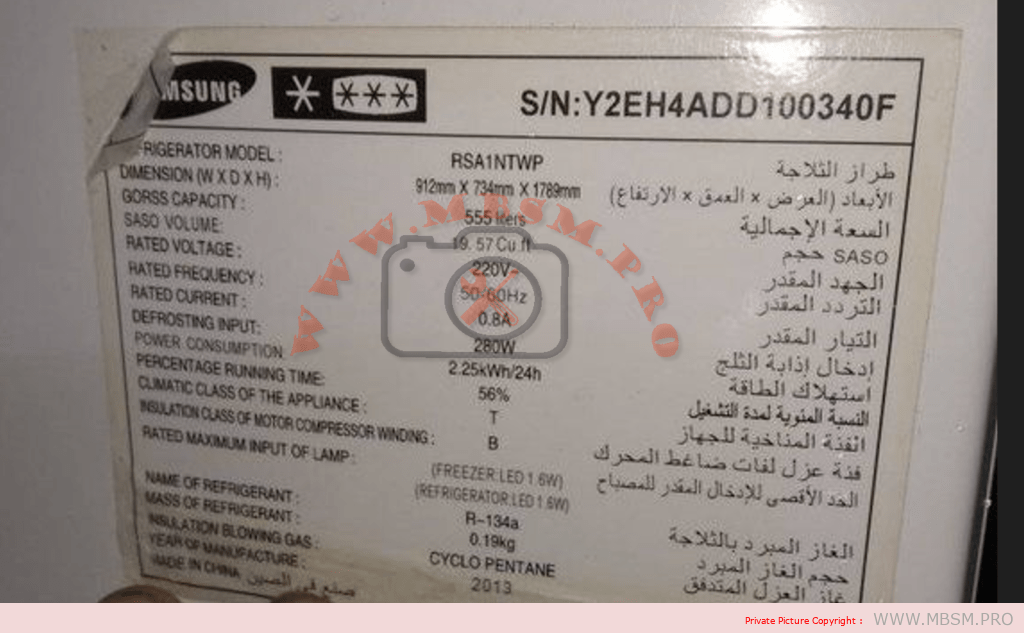 MSUNG
S/N:Y2EH4ADD100340F
RIGERATOR MODEL : RSA1NTWP طراز الثلاجة
DIMENSION (W X D X H) : 912mm X 734mm X 1789mm الأبعاد (العرض × العمق × الارتفاع)
GORSS CAPACITY : 555 liters السعة الإجمالية
SASO VOLUME: 19. 57 Cu.ft حجم SASO
RATED VOLTAGE : 220V~ الجهد المقدر
RATED FREQUENCY : 50-60Hz التردد المقدر
RATED CURRENT : 0.8A التيار المقدر
DEFROSTING INPUT: 280W إدخال إذابة الثلج
POWER CONSUMPTION 2.25kWh/24h استهلاك الطاقة
PERCENTAGE RUNNING TIME: 56% النسبة المئوية لمدة التشغيل
CLIMATIC CLASS OF THE APPLIANCE : T الفئة المناخية للجهاز
INSULATION CLASS OF MOTOR COMPRESSOR WINDING : B فئة عزل لفات ضاغط المحرك
RATED MAXIMUM INPUT OF LAMP : (FREEZER:LED 1.6W) الحد الأقصى للإدخال المقدر للمصباح
(REFRIGERATOR:LED 1.6W)
NAME OF REFRIGERANT : R-134a الغاز المبرد بالثلاجة
MASS OF REFRIGERANT : 0.19kg حجم الغاز المبرد
INSULATION BLOWING GAS : CYCLO PENTANE غاز العزل المتدفق
YEAR OF MANUFACTURE : 2013
MADE IN CHINA صنع في الصين
WWW.MBSM.PRO
Private Picture Copyright : WWW.MBSM.PRO